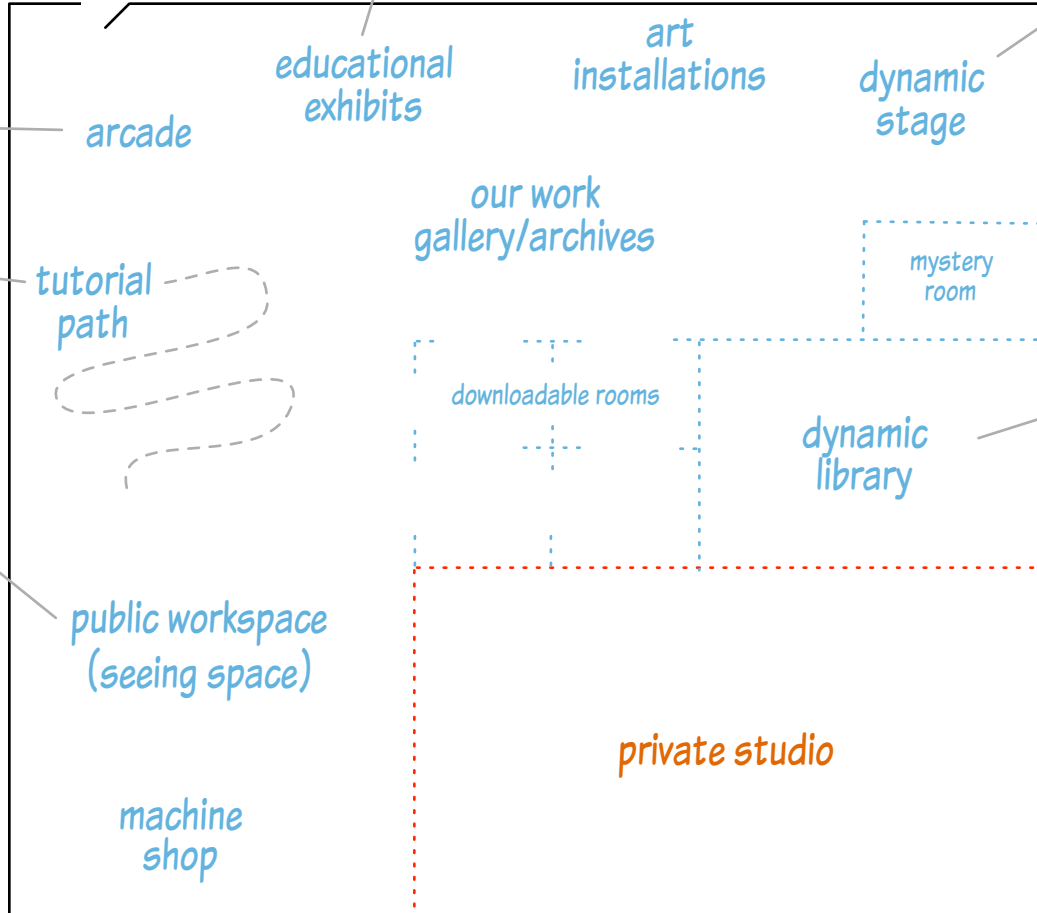 educational
exhibits
art
installations
dynamic
stage
arcade
our work
gallery/archives
mystery
room
tutorial
path
downloadable rooms
dynamic
library
public workspace
(seeing space)
private studio
machine
shop